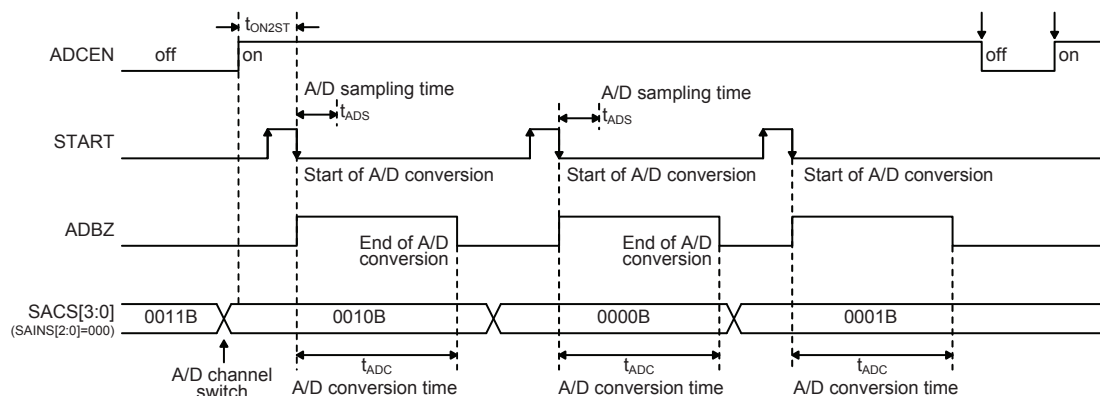 tON2ST
ADCEN
off
on
off
on
A/D sampling time
tADS
A/D sampling time
tADS
START
Start of A/D conversion
Start of A/D conversion
Start of A/D conversion
ADBZ
End of A/D
conversion
End of A/D
conversion
SACS[3:0]
(SAINS[2:0]=000)
0011B
0010B
0000B
0001B
A/D channel
switch
tADC
A/D conversion time
tADC
A/D conversion time
tADC
A/D conversion time